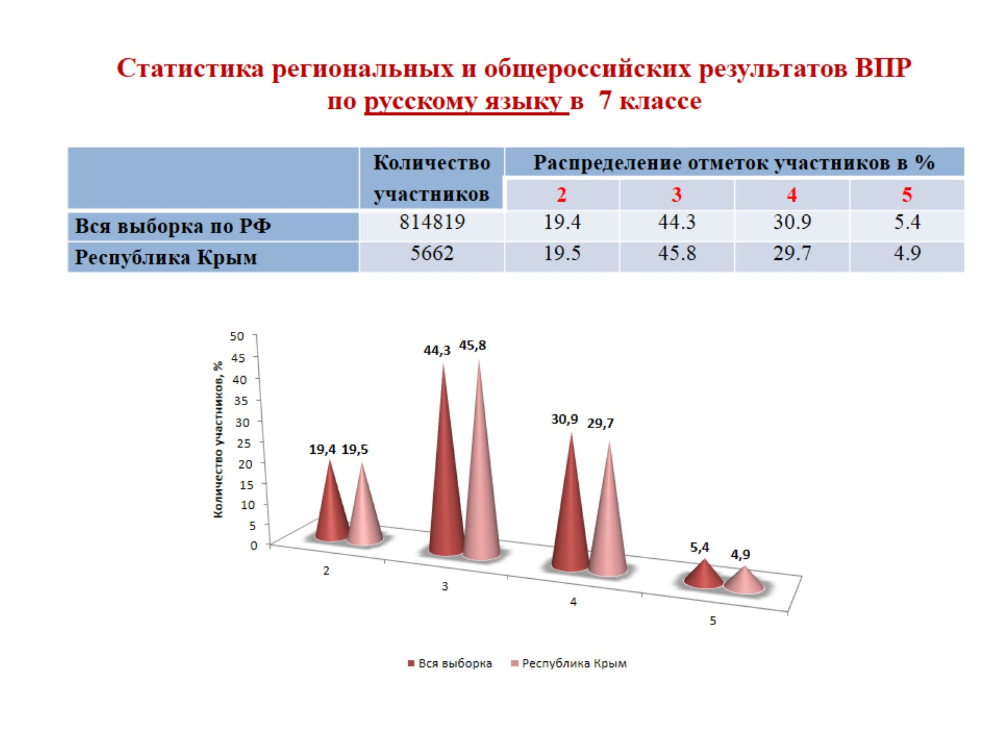 Статистика региональных и общероссийских результатов ВПР
по русскому языку в 7 классе
Количество участников Распределение отметок участников в %
2 3 4 5
Вся выборка по РФ 814819 19.4 44.3 30.9 5.4
Республика Крым 5662 19.5 45.8 29.7 4.9
Количество участников, %
50
45
40
35
30
25
20
15
10
5
0
19,4 19,5
44,3 45,8
30,9 29,7
5,4 4,9
2
3
4
5
Вся выборка Республика Крым